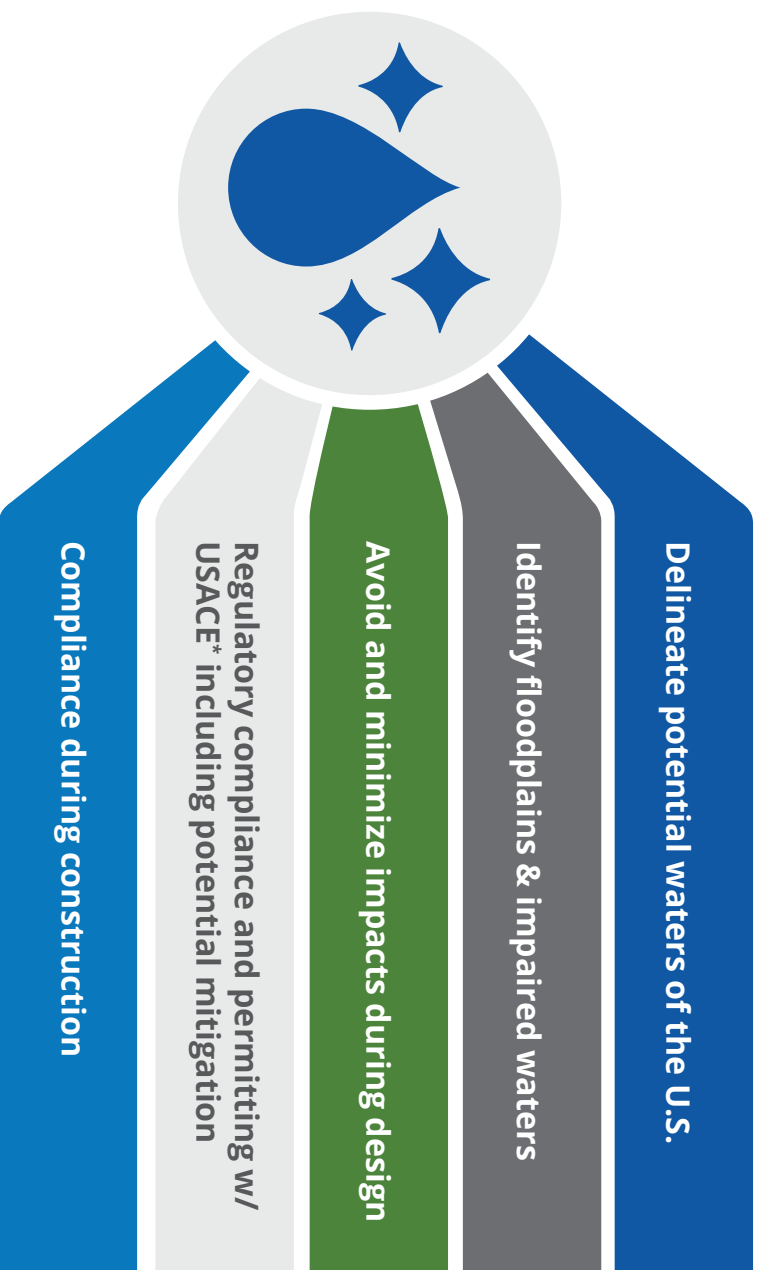 Delineate potential waters of the U.S.
Identify floodplains & impaired waters
Avoid and minimize impacts during design
Regulatory compliance and permitting w/
USACE* including potential mitigation
Compliance during construction